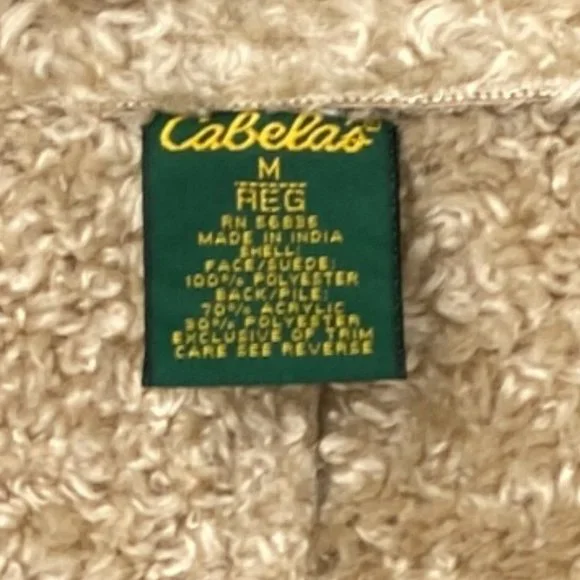 Cabelas
M
REG
RN 56835
MADE IN INDIA
SHELL:
FACE/SUEDE:
100% POLYESTER
BACK/PILE:
70% ACRYLIC
30% POLYESTER
EXCLUSIVE OF TRIM
CARE SEE REVERSE